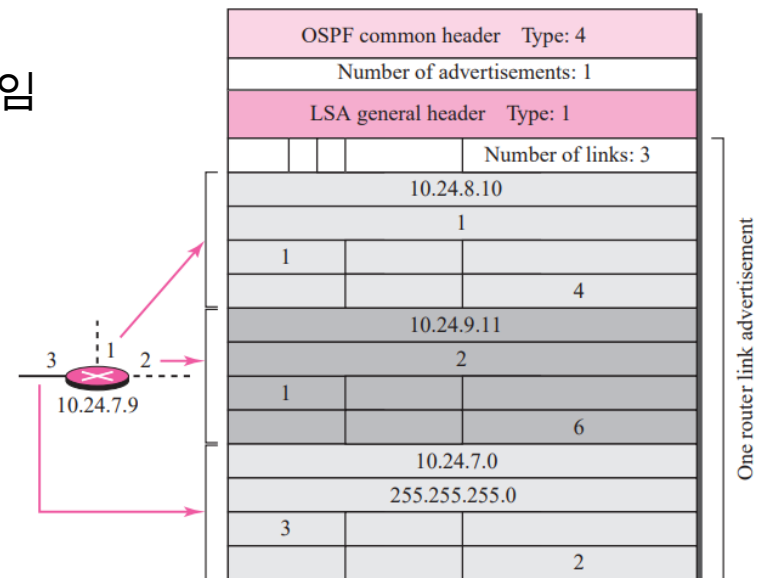 임
OSPF common header Type: 4
Number of advertisements: 1
LSA general header Type: 1
Number of links: 3
10.24.8.10
1
1
4
10.24.9.11
2
1
6
10.24.7.0
255.255.255.0
3
2
3 1 2
10.24.7.9
One router link advertisement